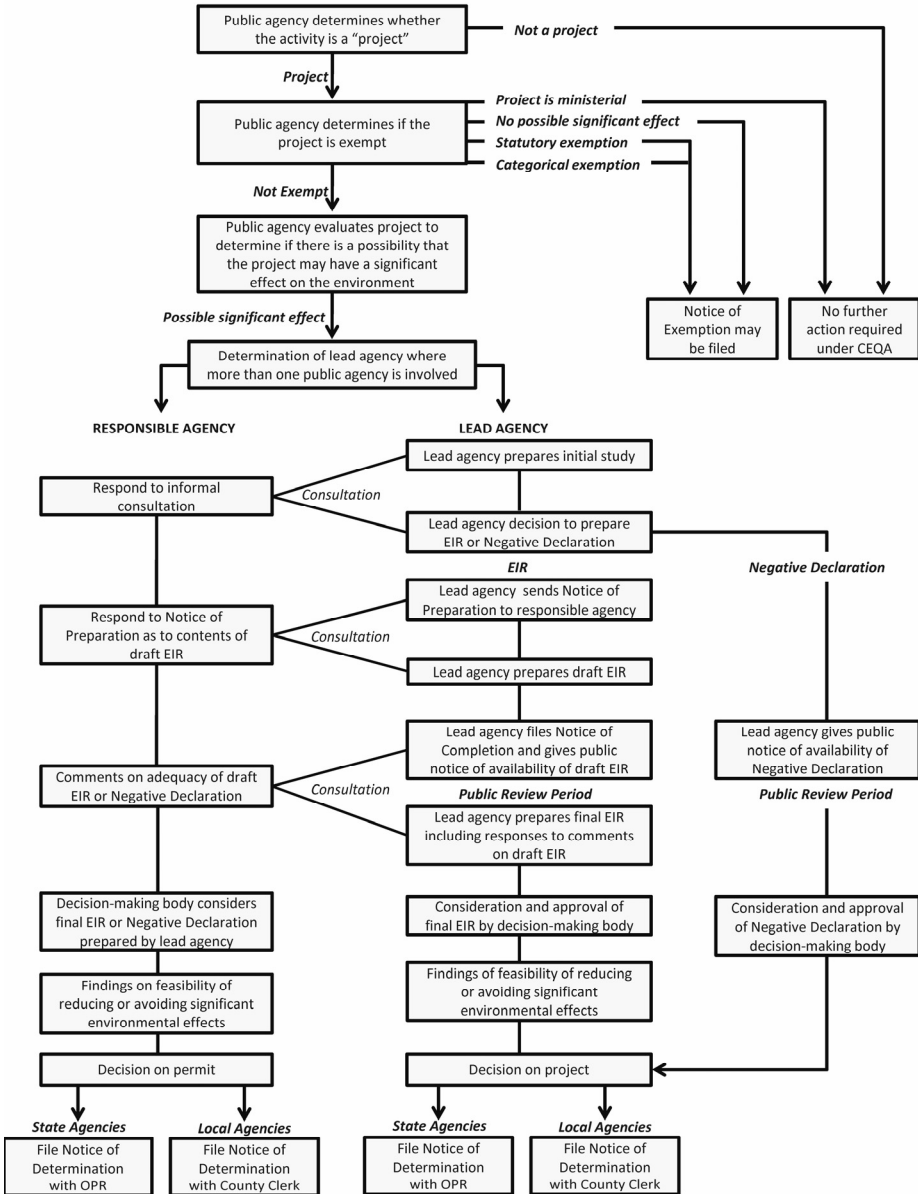 Public agency determines whether
the activity is a “project”
Not a project
Project
Public agency determines if the
project is exempt
Project is ministerial
No possible significant effect
Statutory exemption
Categorical exemption
Not Exempt
Public agency evaluates project to
determine if there is a possibility that
the project may have a significant
effect on the environment
Notice of
Exemption may
be filed
No further
action required
under CEQA
Possible significant effect
Determination of lead agency where
more than one public agency is involved
RESPONSIBLE AGENCY
LEAD AGENCY
Lead agency prepares initial study
Respond to informal
consultation
Consultation
Lead agency decision to prepare
EIR or Negative Declaration
EIR
Negative Declaration
Lead agency sends Notice of
Preparation to responsible agency
Respond to Notice of
Preparation as to contents of
draft EIR
Consultation
Lead agency prepares draft EIR
Lead agency files Notice of
Completion and gives public
notice of availability of draft EIR
Lead agency gives public
notice of availability of
Negative Declaration
Comments on adequacy of draft
EIR or Negative Declaration
Consultation
Public Review Period
Public Review Period
Lead agency prepares final EIR
including responses to comments
on draft EIR
Decision-making body considers
final EIR or Negative Declaration
prepared by lead agency
Consideration and approval of
final EIR by decision-making body
Consideration and approval
of Negative Declaration by
decision-making body
Findings on feasibility of
reducing or avoiding significant
environmental effects
Findings of feasibility of reducing
or avoiding significant
environmental effects
Decision on permit
Decision on project
State Agencies
Local Agencies
State Agencies
Local Agencies
File Notice of
Determination
with OPR
File Notice of
Determination
with County Clerk
File Notice of
Determination
with OPR
File Notice of
Determination
with County Clerk